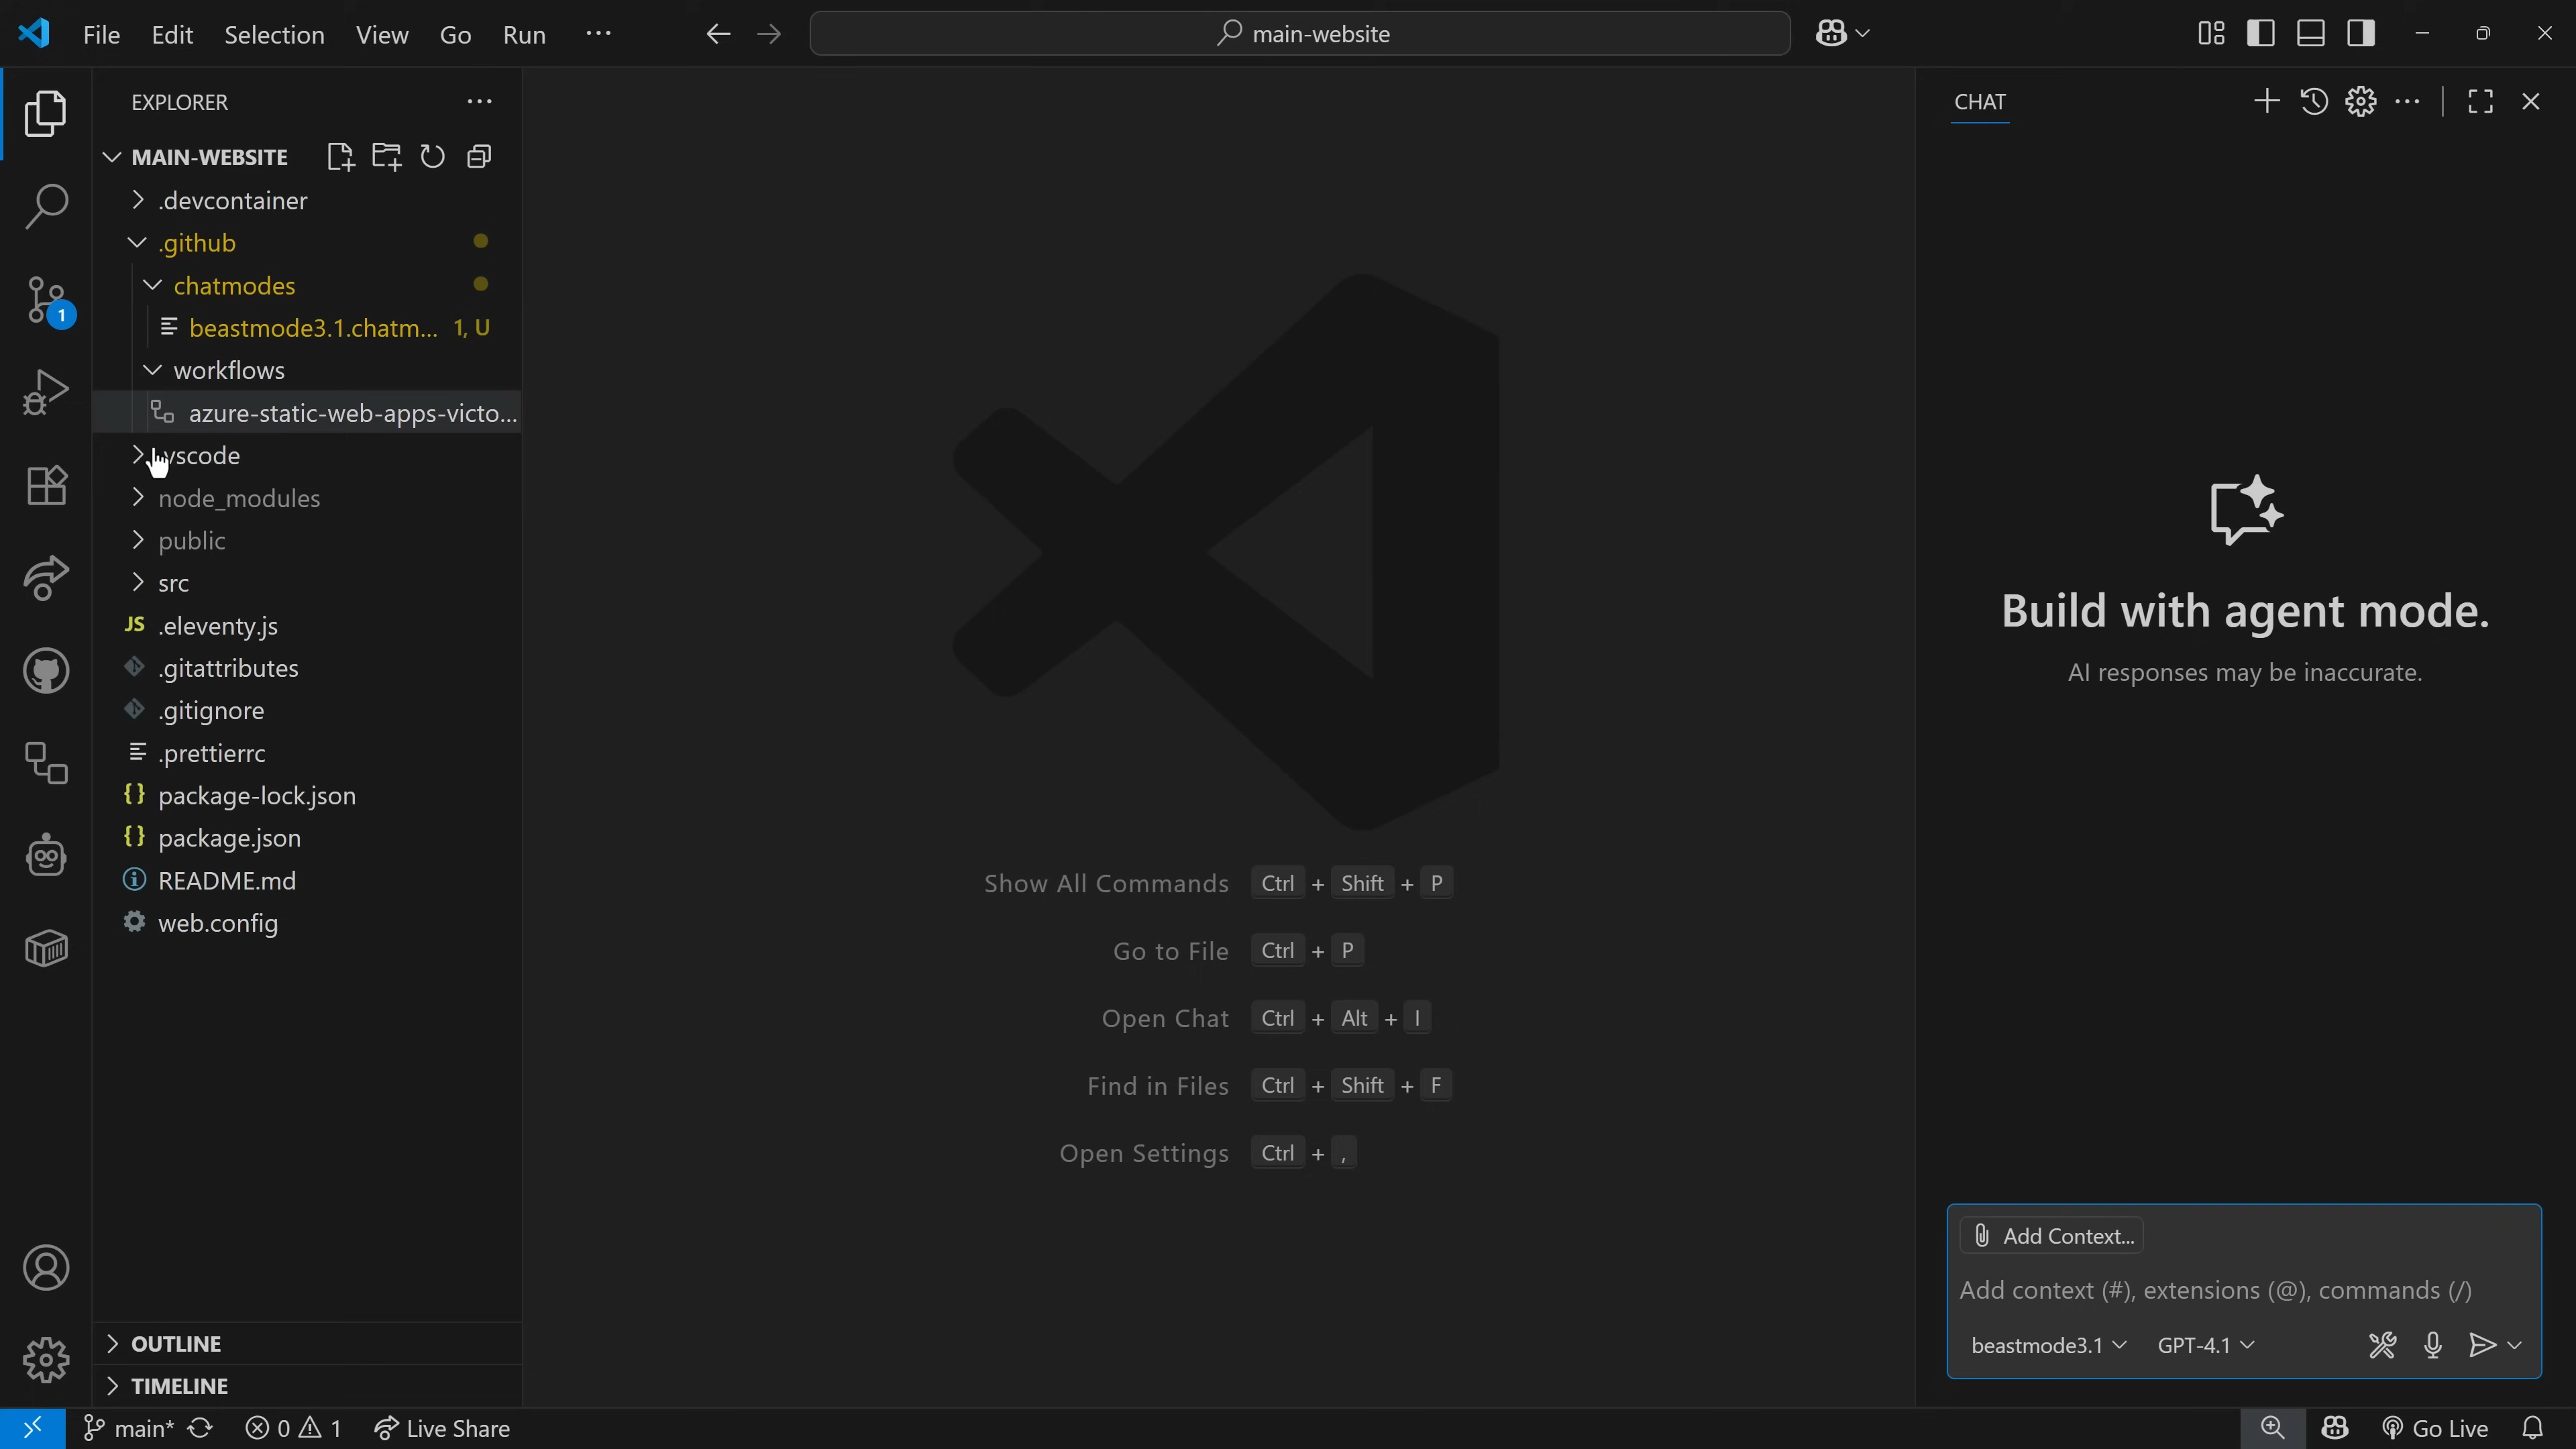 File Edit Selection View Go Run ...
main-website
EXPLORER
MAIN-WEBSITE
.devcontainer
.github
chatmodes
beastmode3.1.chatm... 1, U
workflows
azure-static-web-apps-victo...
vscode
node_modules
public
src
JS .eleventy.js
.gitattributes
.gitignore
.prettierrc
{} package-lock.json
{} package.json
README.md
web.config
OUTLINE
TIMELINE
1
Show All Commands Ctrl + Shift + P
Go to File Ctrl + P
Open Chat Ctrl + Alt + I
Find in Files Ctrl + Shift + F
Open Settings Ctrl + ,
CHAT
Build with agent mode.
AI responses may be inaccurate.
Add Context...
Add context (#), extensions (@), commands (/)
beastmode3.1 GPT-4.1
main* 0 1 Live Share
Go Live